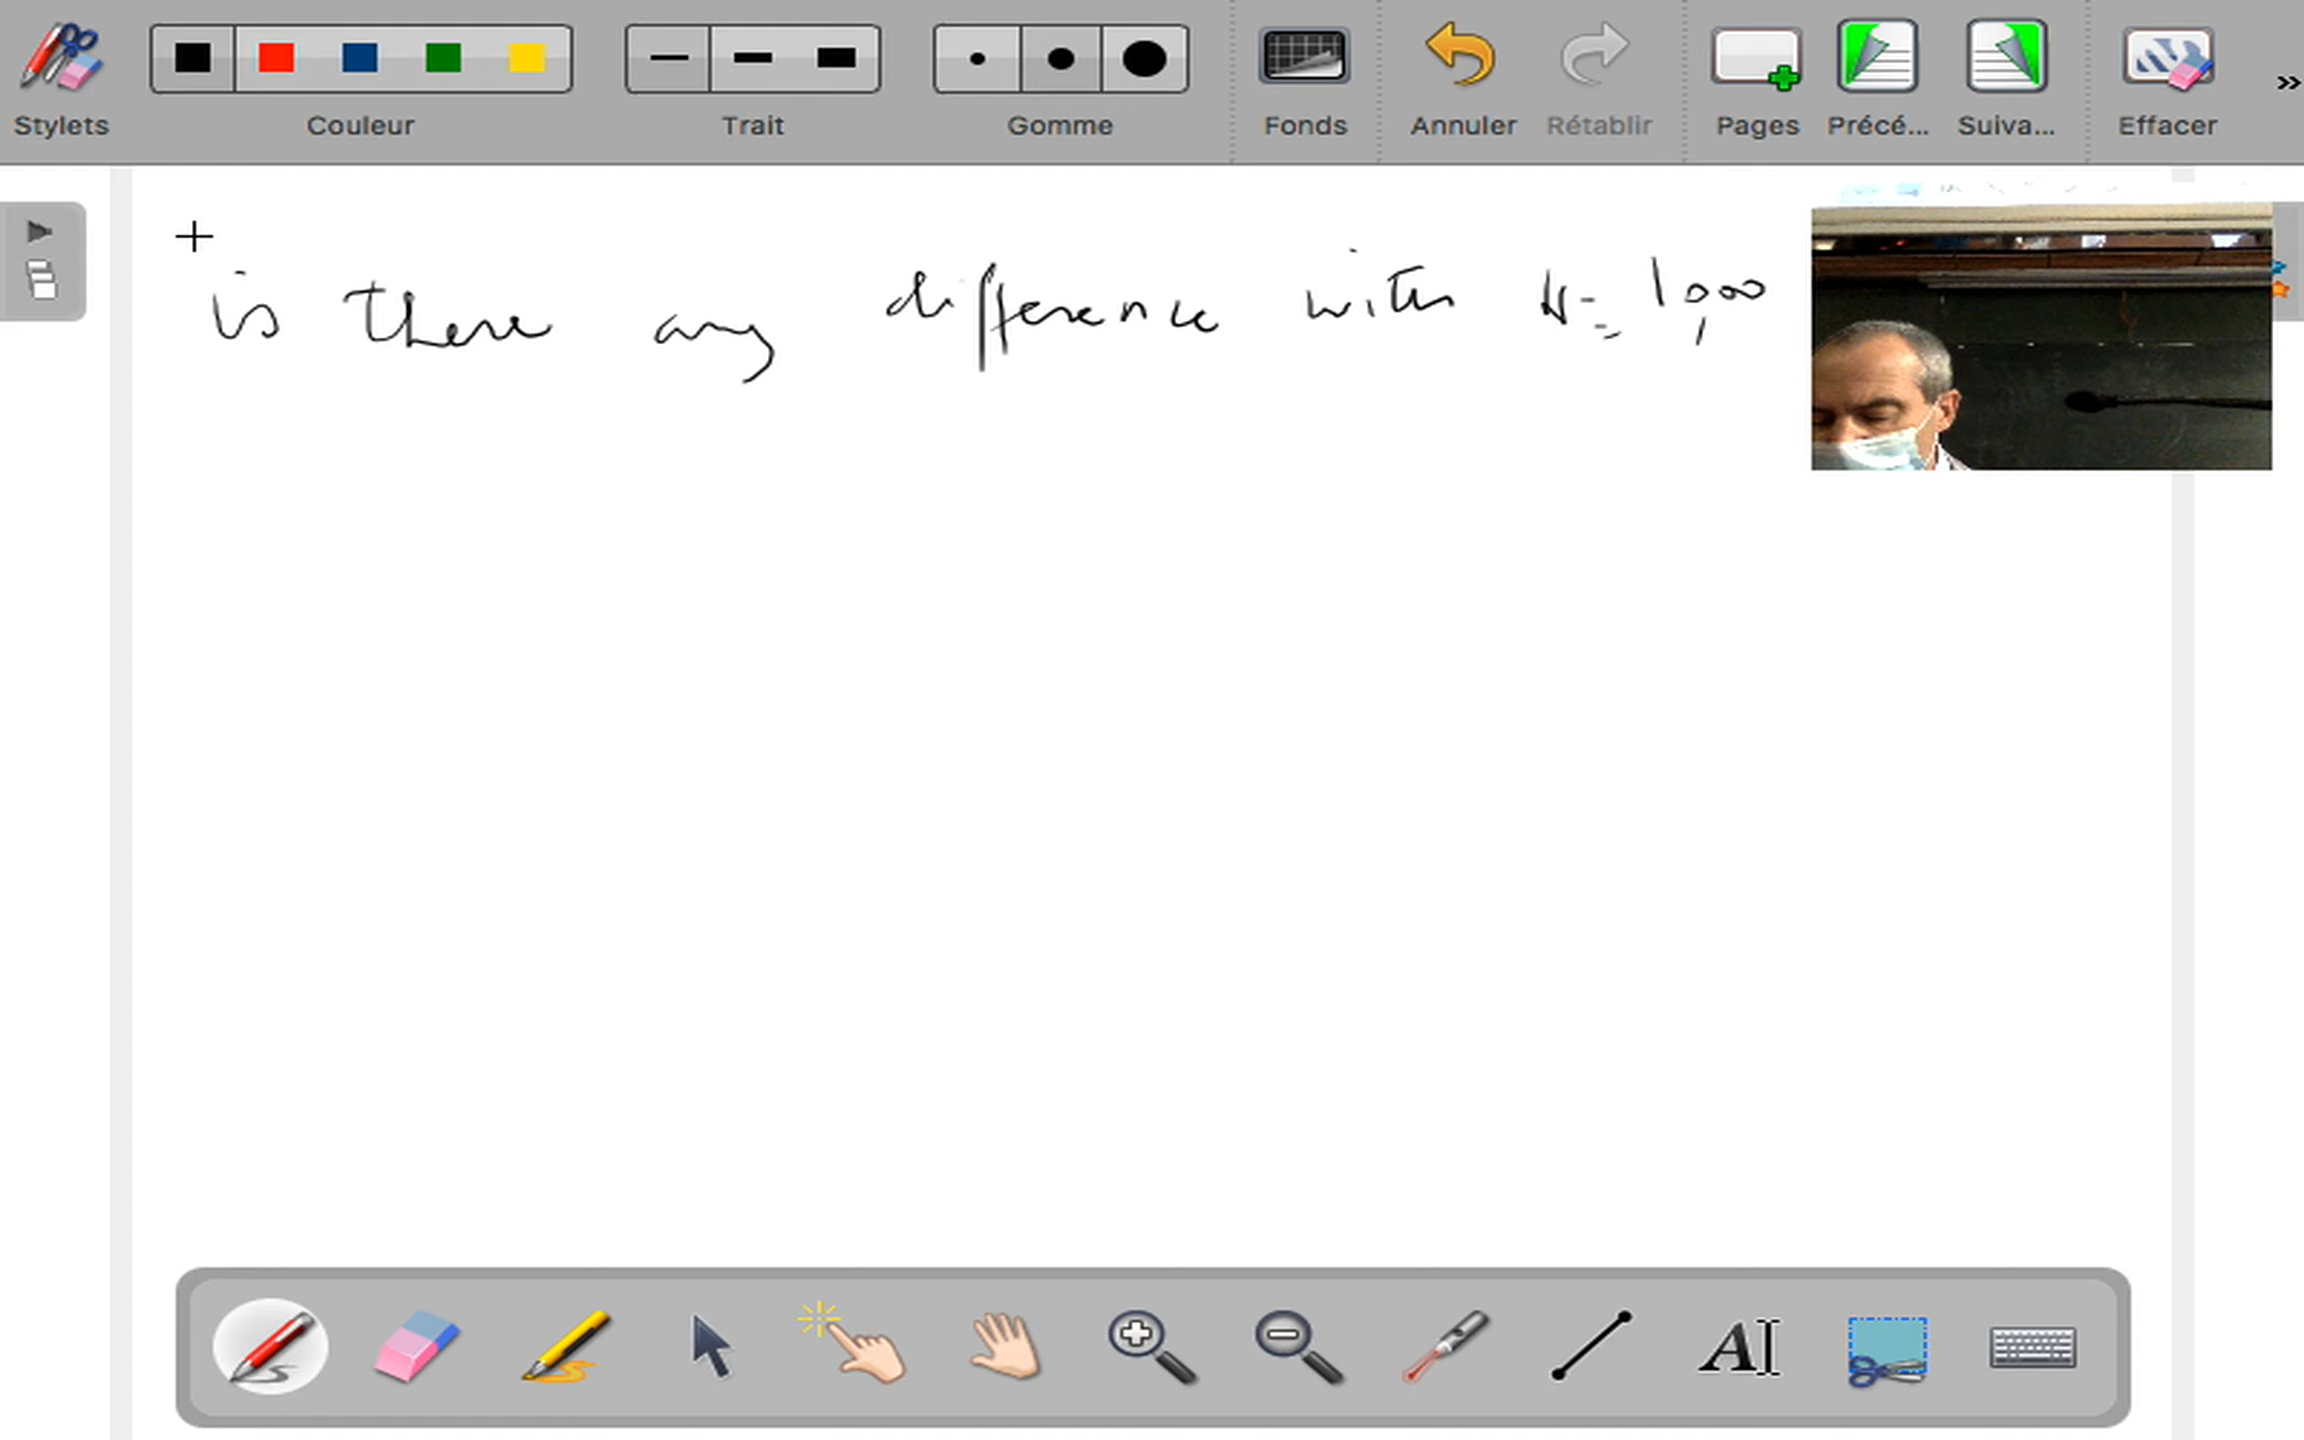 Stylets Couleur Trait Gomme Fonds Annuler Rétablir Pages Précé... Suiva... Effacer »
is there any difference with N = 1,000